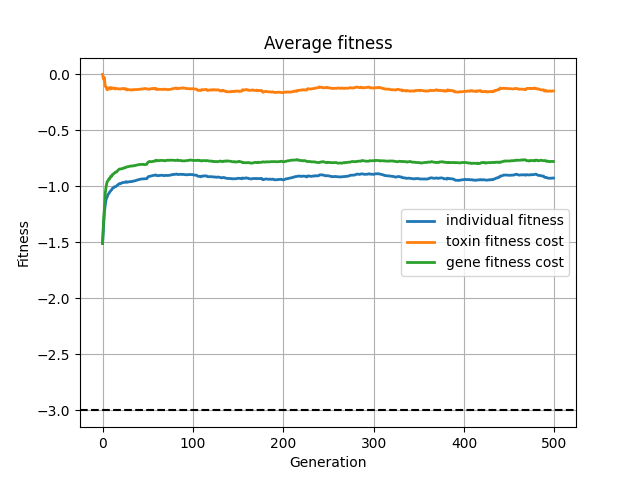 Average fitness
Fitness
0.0
−0.5
−1.0
−1.5
−2.0
−2.5
−3.0
individual fitness
toxin fitness cost
gene fitness cost
0 100 200 300 400 500
Generation